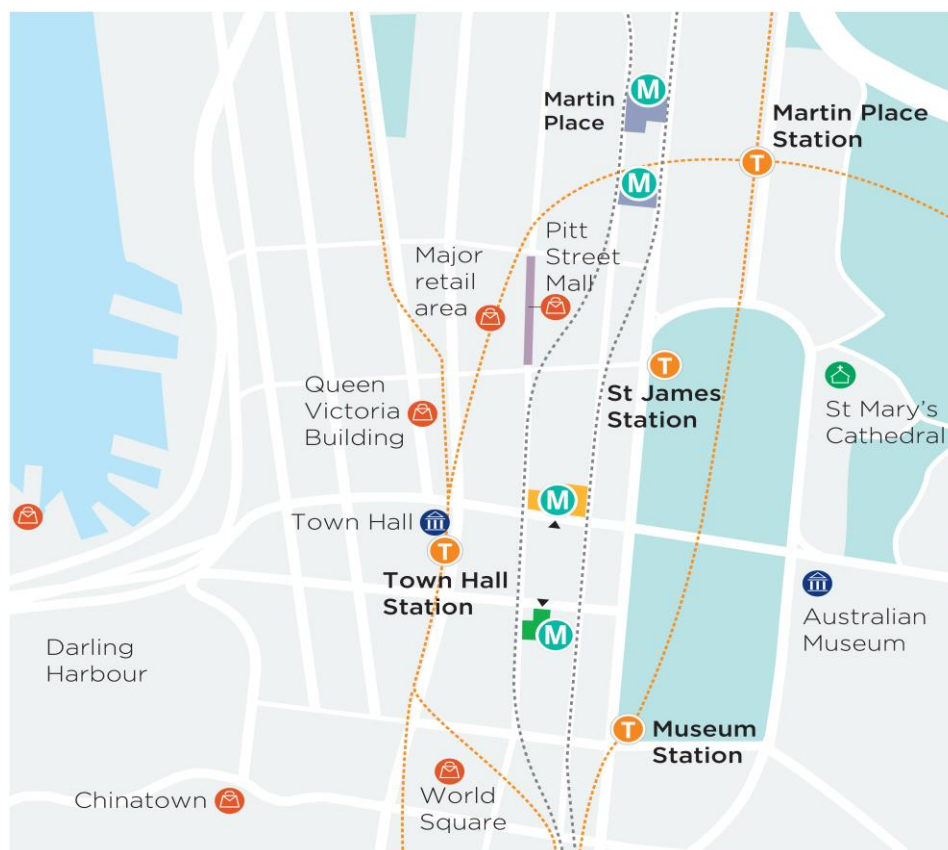 M
Martin
Place
Martin Place
Station
T
M
Pitt
Street
Mall
Major
retail
area
T
St James
Station
St Mary's
Cathedral
Queen
Victoria
Building
M
Town Hall
T
Town Hall
Station
Australian
Museum
M
Darling
Harbour
T
Museum
Station
Chinatown
World
Square